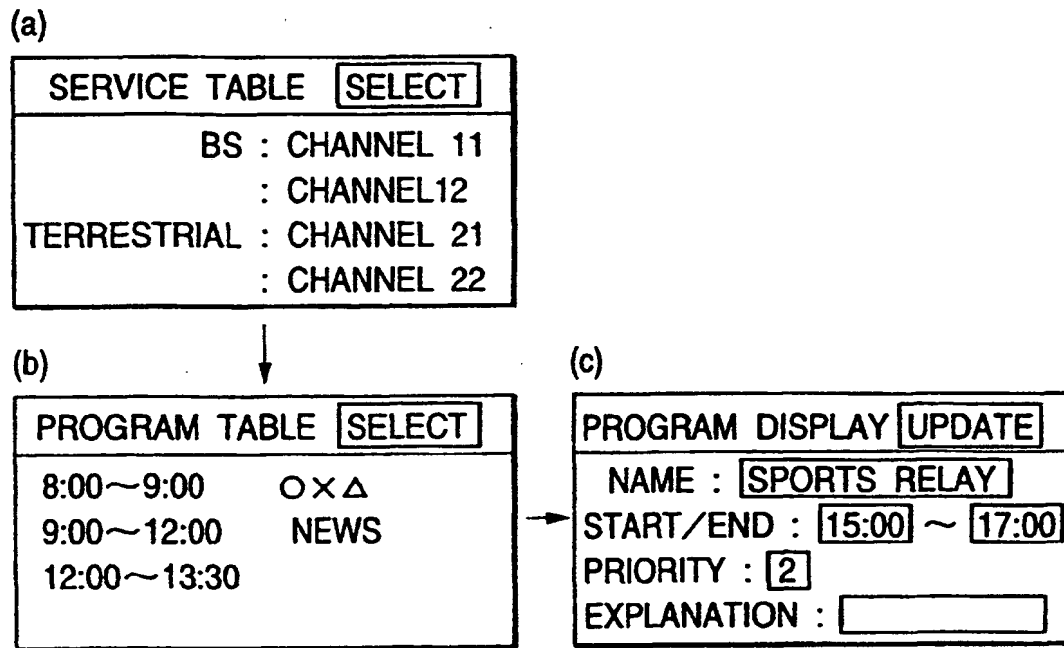 (a)
SERVICE TABLE SELECT
BS : CHANNEL 11
: CHANNEL12
TERRESTRIAL : CHANNEL 21
: CHANNEL 22
(b)
PROGRAM TABLE SELECT
8:00~9:00 ○×△
9:00~12:00 NEWS
12:00~13:30
(c)
PROGRAM DISPLAY UPDATE
NAME : SPORTS RELAY
START/END : 15:00 ~ 17:00
PRIORITY : 2
EXPLANATION :